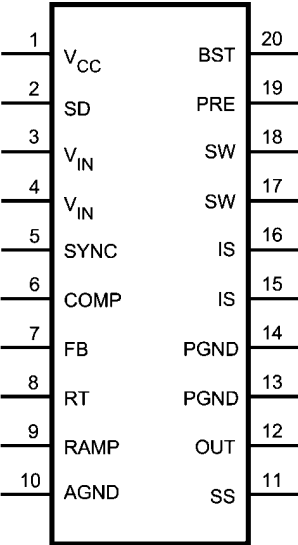 1 VCC BST 20
2 SD PRE 19
3 VIN SW 18
4 VIN SW 17
5 SYNC IS 16
6 COMP IS 15
7 FB PGND 14
8 RT PGND 13
9 RAMP OUT 12
10 AGND SS 11